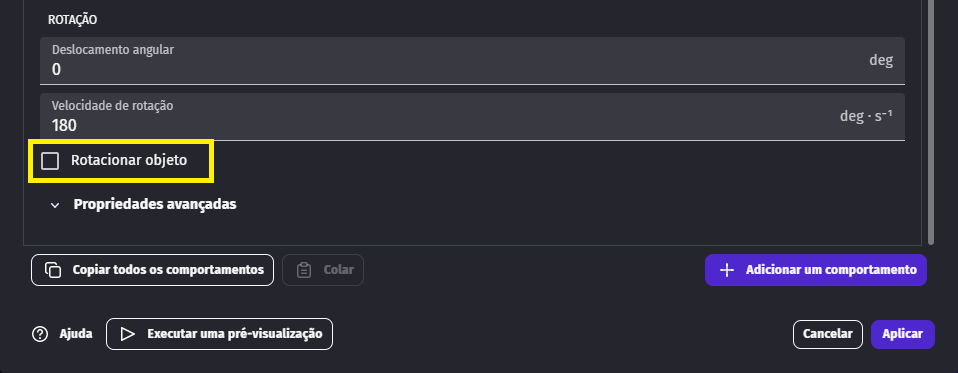 ROTAÇÃO
Deslocamento angular
0
deg
Velocidade de rotação
180
deg · s⁻¹
Rotacionar objeto
Propriedades avançadas
Copiar todos os comportamentos
Colar
Adicionar um comportamento
Ajuda
Executar uma pré-visualização
Cancelar
Aplicar